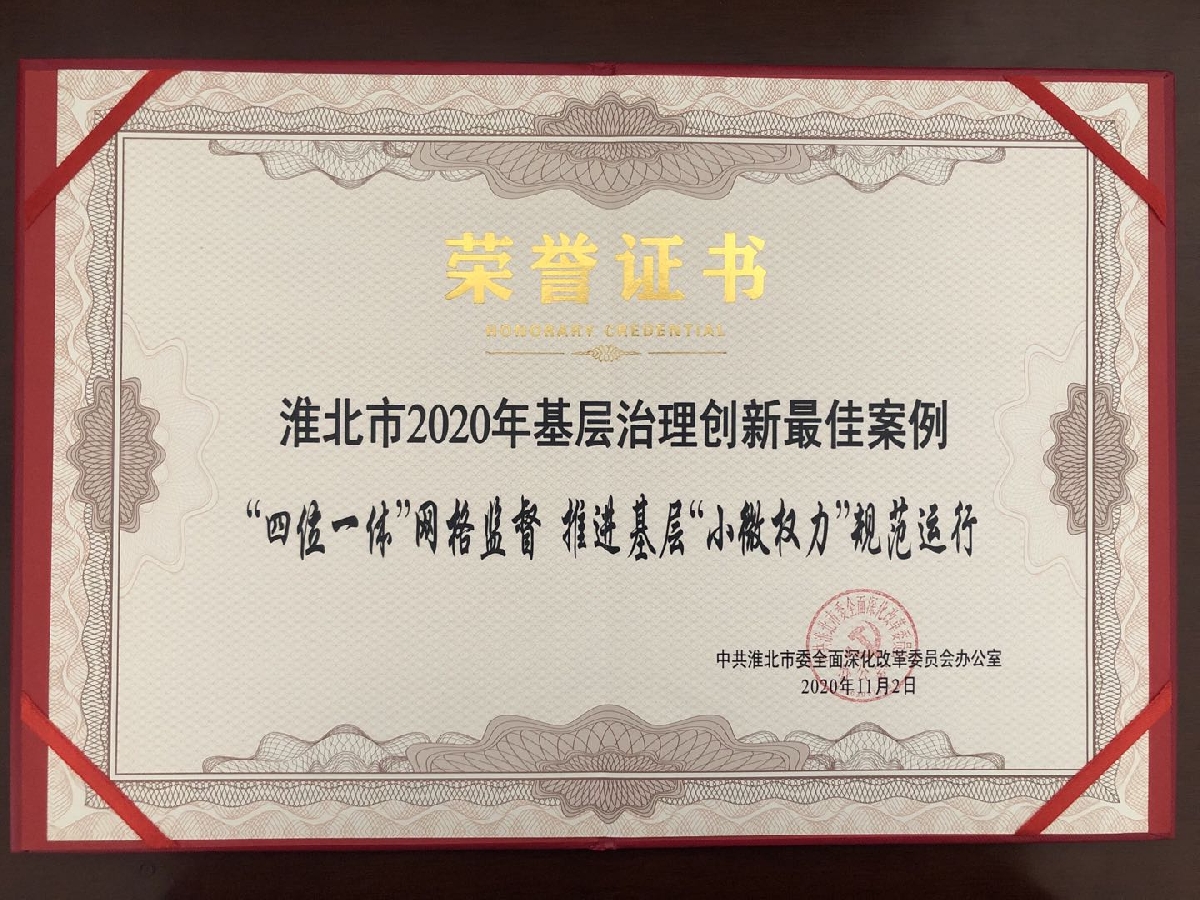 荣誉证书
HONORARY CREDENTIAL
淮北市2020年基层治理创新最佳案例
“四位一体”网格监督 推进基层“小微权力”规范运行
中共淮北市委全面深化改革委员会办公室
2020年11月2日